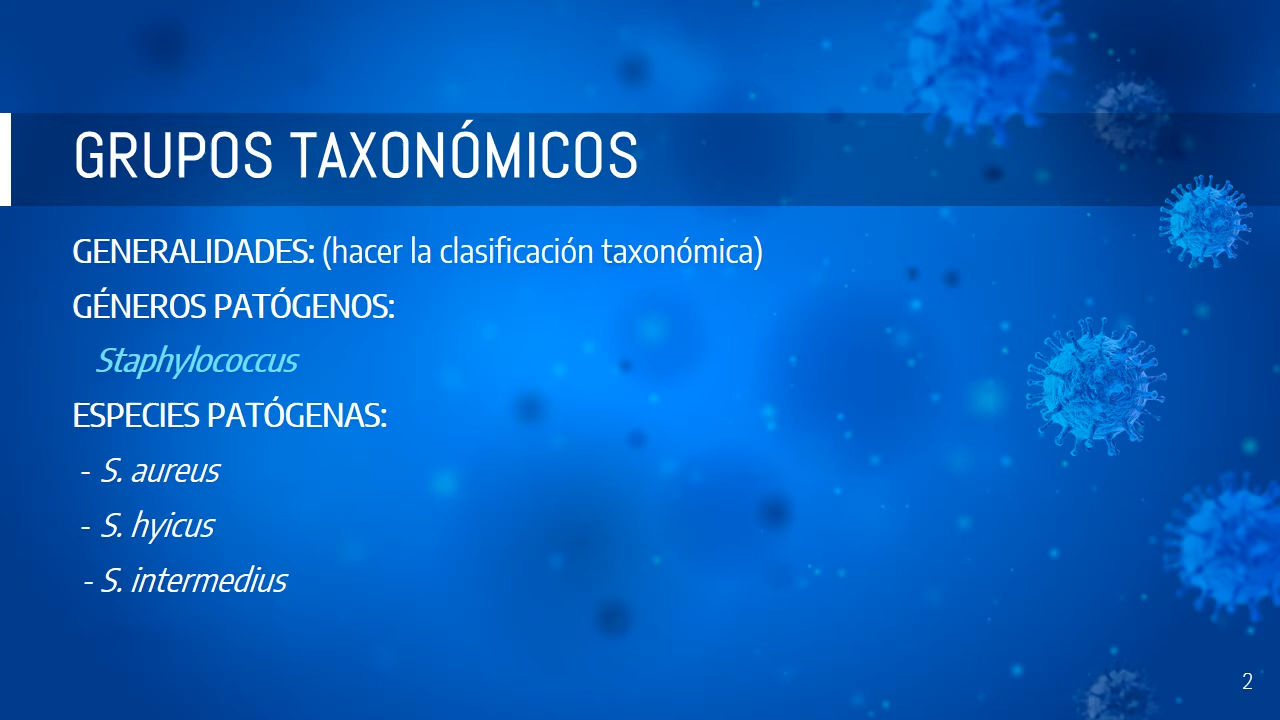 GRUPOS TAXONÓMICOS
GENERALIDADES: (hacer la clasificación taxonómica)
GÉNEROS PATÓGENOS:
Staphylococcus
ESPECIES PATÓGENAS:
- S. aureus
- S. hyicus
- S. intermedius
2